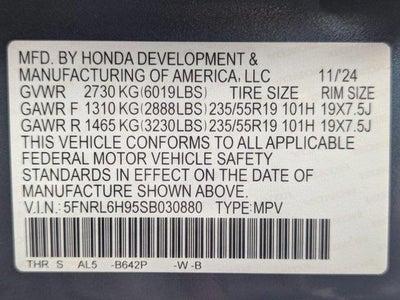 MFD. BY HONDA DEVELOPMENT &
MANUFACTURING OF AMERICA, LLC 11/'24
GVWR 2730 KG(6019LBS) TIRE SIZE RIM SIZE
GAWR F 1310 KG(2888LBS) 235/55R19 101H 19X7.5J
GAWR R 1465 KG(3230LBS) 235/55R19 101H 19X7.5J
THIS VEHICLE CONFORMS TO ALL APPLICABLE
FEDERAL MOTOR VEHICLE SAFETY
STANDARDS IN EFFECT ON THE DATE OF
MANUFACTURE SHOWN ABOVE.
V.I.N.: 5FNRL6H95SB030880 TYPE: MPV
THR S AL5 -B642P -W -B